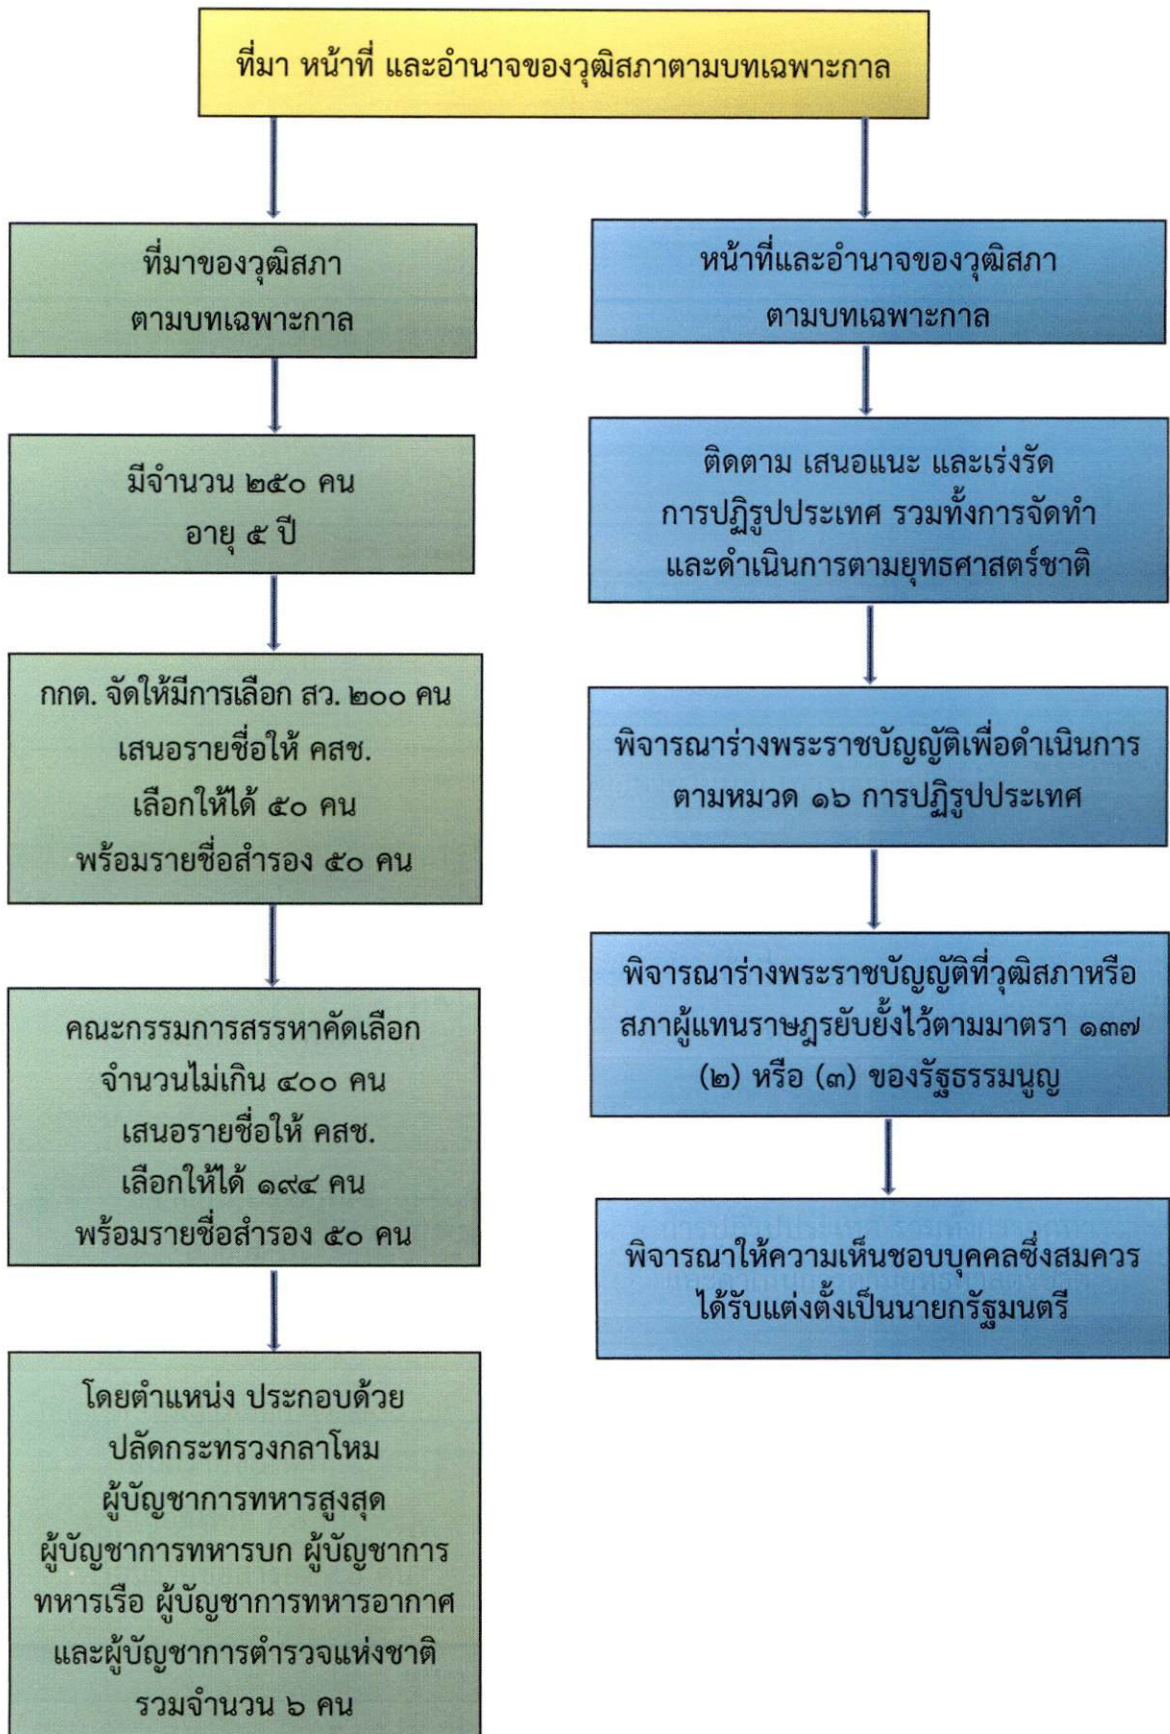 ที่มา หน้าที่ และอำนาจของวุฒิสภาตามบทเฉพาะกาล
ที่มาของวุฒิสภา
ตามบทเฉพาะกาล
มีจำนวน ๒๕๐ คน
อายุ ๕ ปี
กกต. จัดให้มีการเลือก สว. ๒๐๐ คน
เสนอรายชื่อให้ คสช.
เลือกให้ได้ ๕๐ คน
พร้อมรายชื่อสำรอง ๕๐ คน
คณะกรรมการสรรหาคัดเลือก
จำนวนไม่เกิน ๔๐๐ คน
เสนอรายชื่อให้ คสช.
เลือกให้ได้ ๑๙๔ คน
พร้อมรายชื่อสำรอง ๕๐ คน
โดยตำแหน่ง ประกอบด้วย
ปลัดกระทรวงกลาโหม
ผู้บัญชาการทหารสูงสุด
ผู้บัญชาการทหารบก ผู้บัญชาการ
ทหารเรือ ผู้บัญชาการทหารอากาศ
และผู้บัญชาการตำรวจแห่งชาติ
รวมจำนวน ๖ คน
หน้าที่และอำนาจของวุฒิสภา
ตามบทเฉพาะกาล
ติดตาม เสนอแนะ และเร่งรัด
การปฏิรูปประเทศ รวมทั้งการจัดทำ
และดำเนินการตามยุทธศาสตร์ชาติ
พิจารณาร่างพระราชบัญญัติเพื่อดำเนินการ
ตามหมวด ๑๖ การปฏิรูปประเทศ
พิจารณาร่างพระราชบัญญัติที่วุฒิสภาหรือ
สภาผู้แทนราษฎรยับยั้งไว้ตามมาตรา ๑๓๗
(๒) หรือ (๓) ของรัฐธรรมนูญ
พิจารณาให้ความเห็นชอบบุคคลซึ่งสมควร
ได้รับแต่งตั้งเป็นนายกรัฐมนตรี